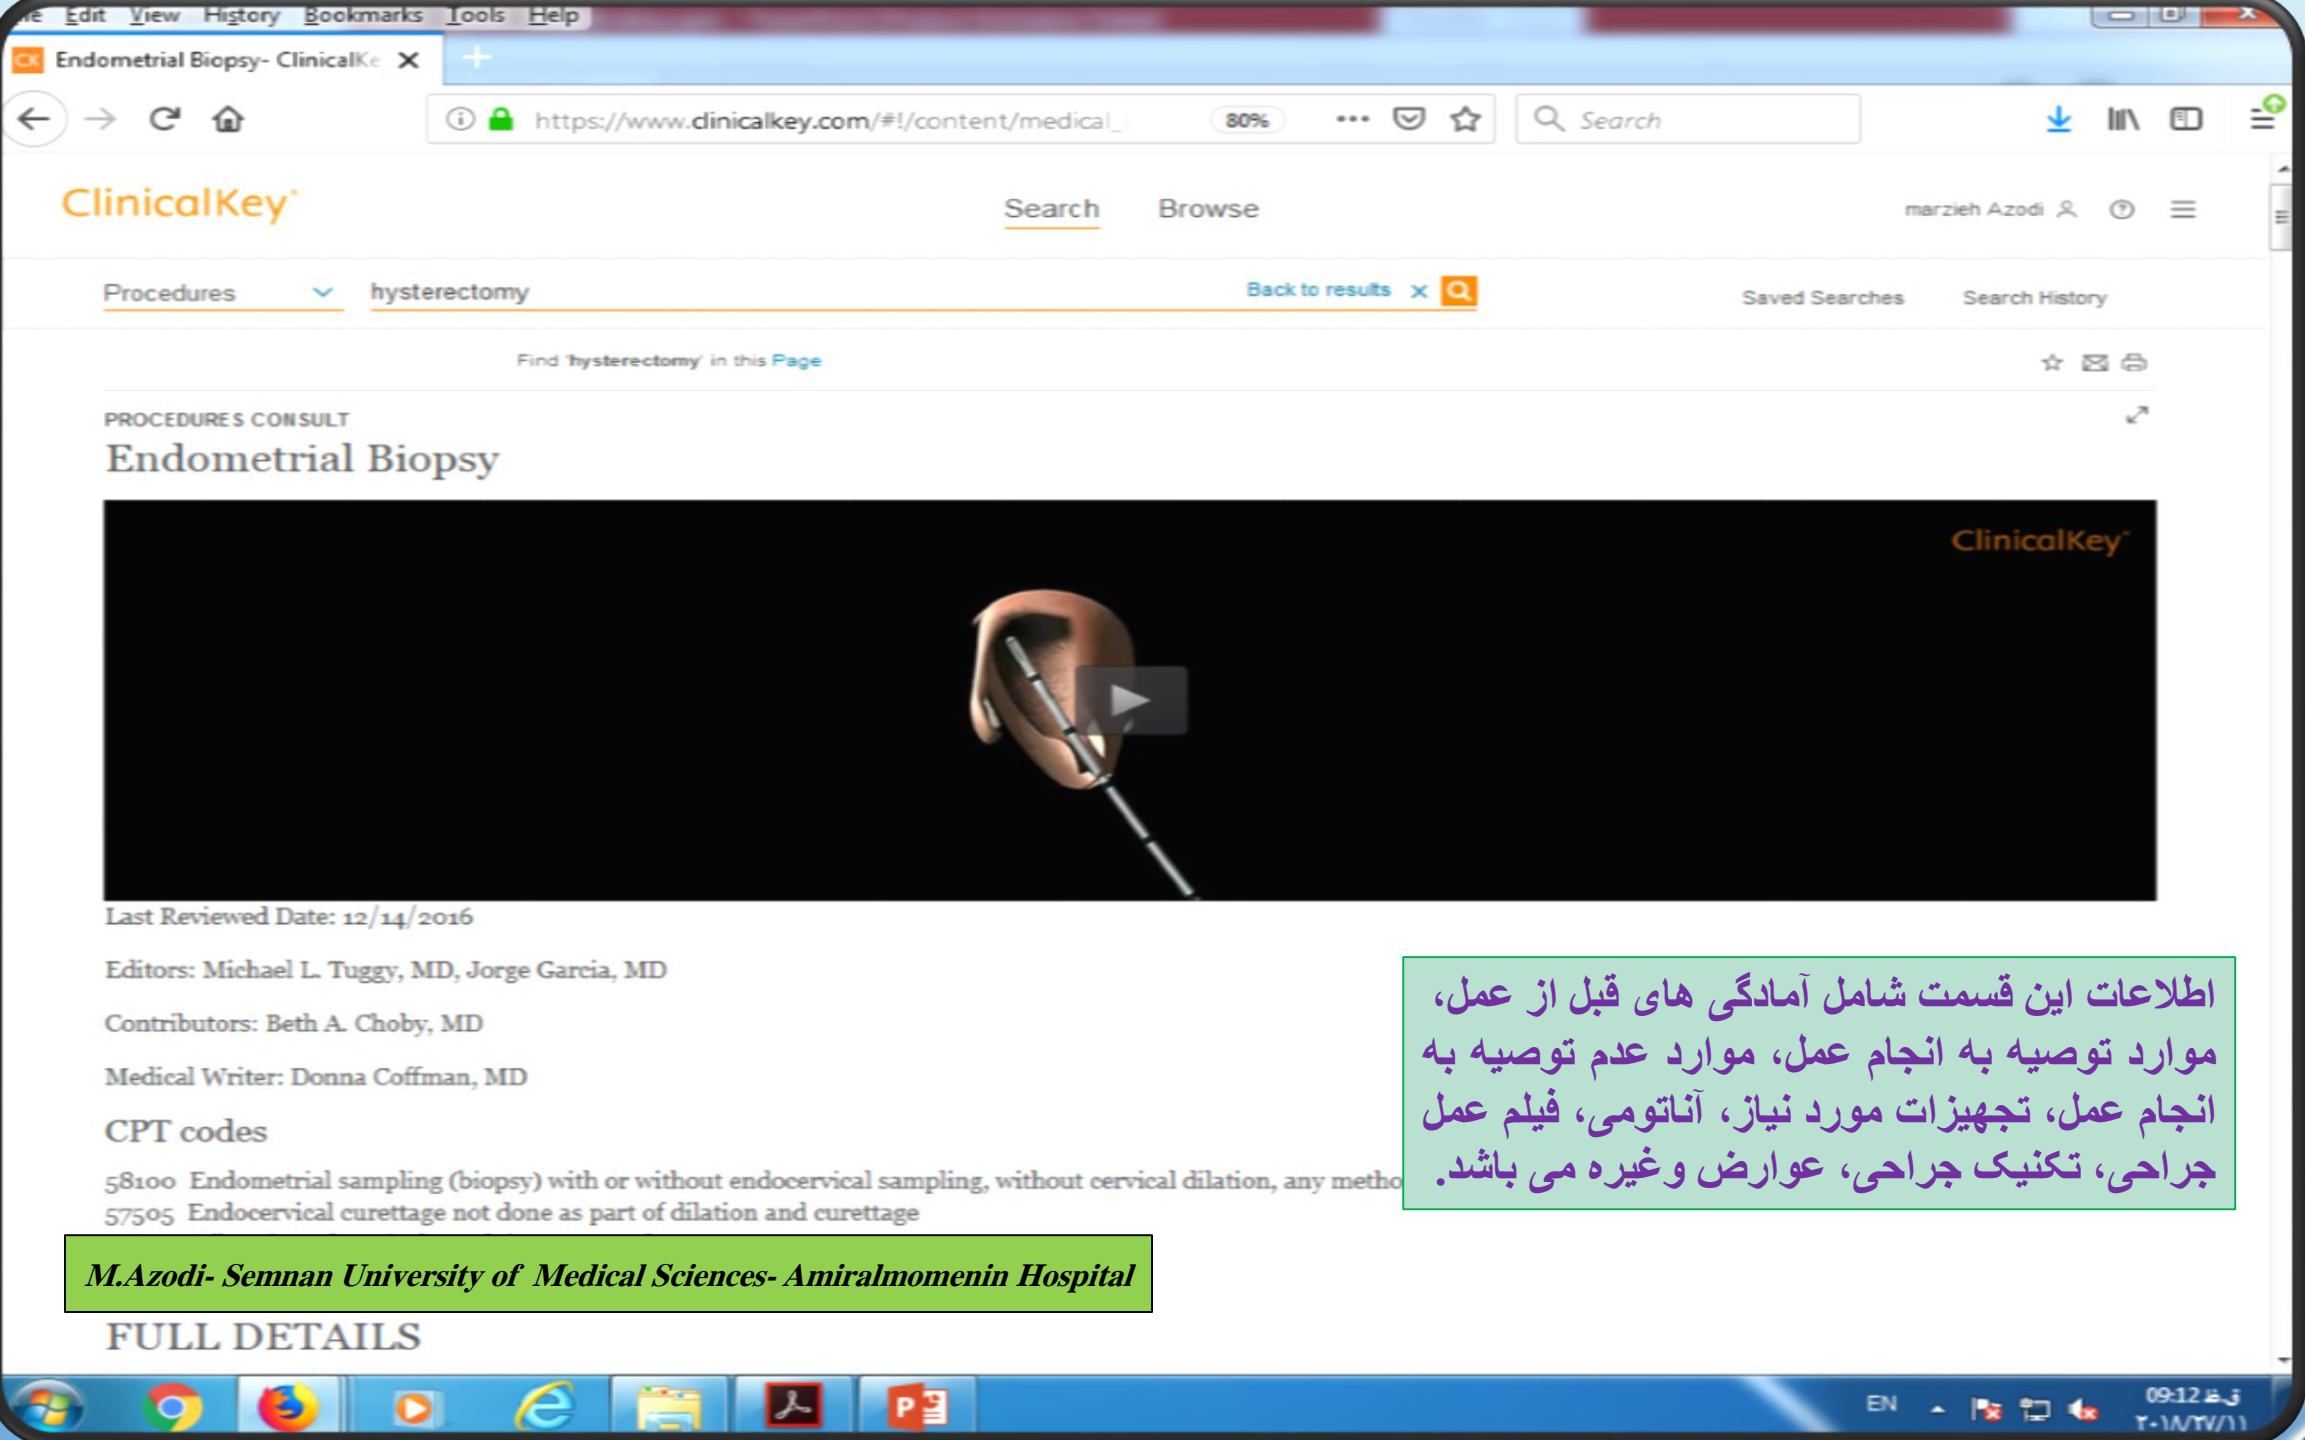 Edit View History Bookmarks Tools Help
CK Endometrial Biopsy- ClinicalKe
https://www.clinicalkey.com/#!/content/medical_ 80% Search
ClinicalKey Search Browse marzieh Azodi
Procedures hysterectomy Back to results Saved Searches Search History
Find 'hysterectomy' in this Page
PROCEDURES CONSULT
Endometrial Biopsy
ClinicalKey
Last Reviewed Date: 12/14/2016
Editors: Michael L. Tuggy, MD, Jorge Garcia, MD
Contributors: Beth A. Choby, MD
Medical Writer: Donna Coffman, MD
CPT codes
58100 Endometrial sampling (biopsy) with or without endocervical sampling, without cervical dilation, any metho
57505 Endocervical curettage not done as part of dilation and curettage
اطلاعات این قسمت شامل آمادگی های قبل از عمل،
موارد توصیه به انجام عمل، موارد عدم توصیه به
انجام عمل، تجهیزات مورد نیاز، آناتومی، فیلم عمل
جراحی، تکنیک جراحی، عوارض وغیره می باشد.
M.Azodi- Semnan University of Medical Sciences- Amiralmomenin Hospital
FULL DETAILS
EN 09:12 ق.ظ
۲۰۱۸/۲۷/۱۱